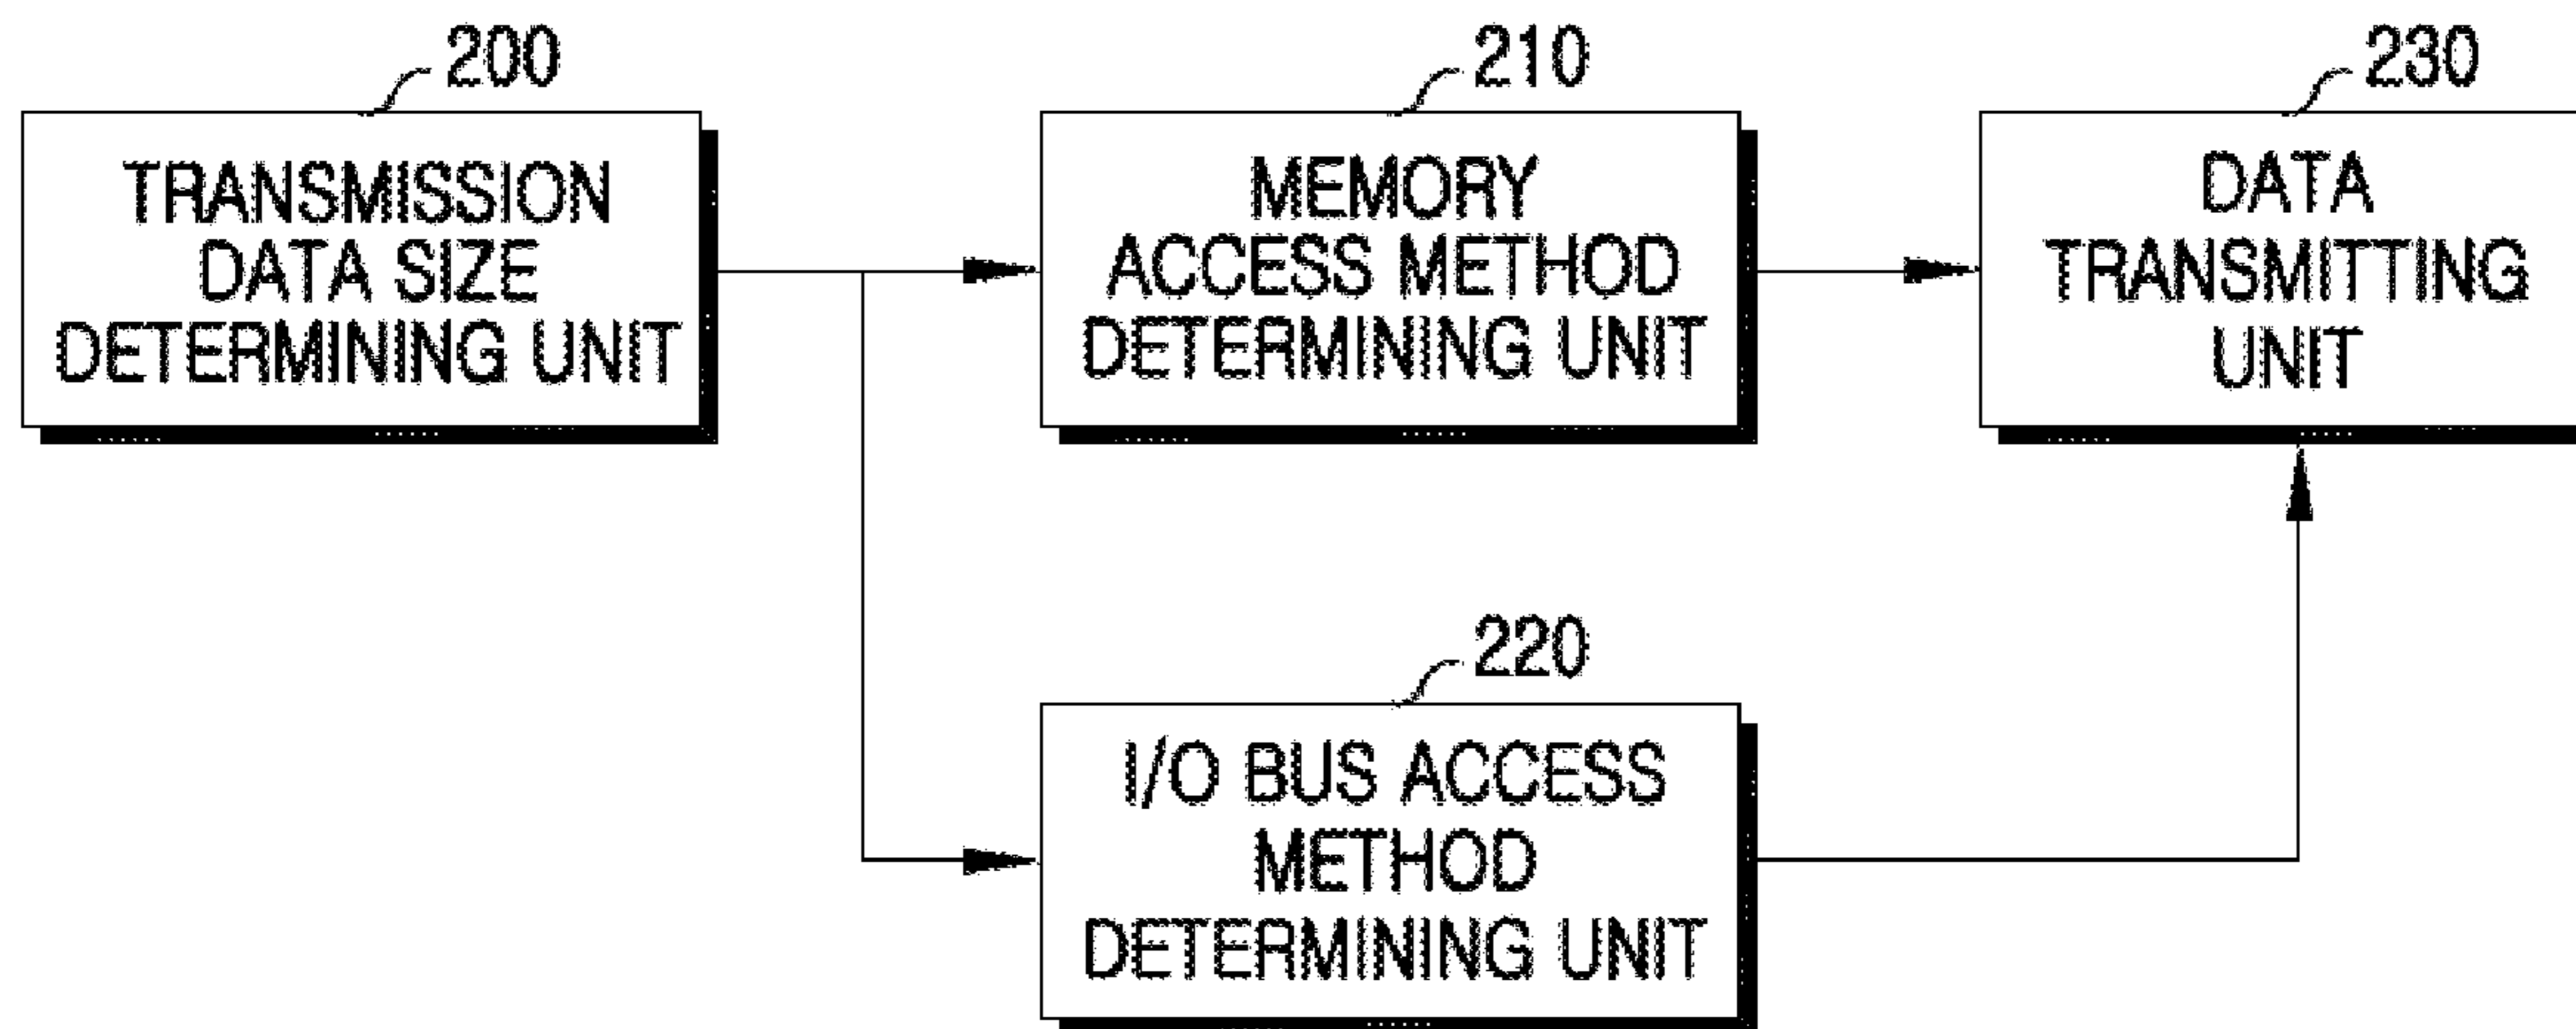 200
TRANSMISSION
DATA SIZE
DETERMINING UNIT
210
MEMORY
ACCESS METHOD
DETERMINING UNIT
230
DATA
TRANSMITTING
UNIT
220
I/O BUS ACCESS
METHOD
DETERMINING UNIT